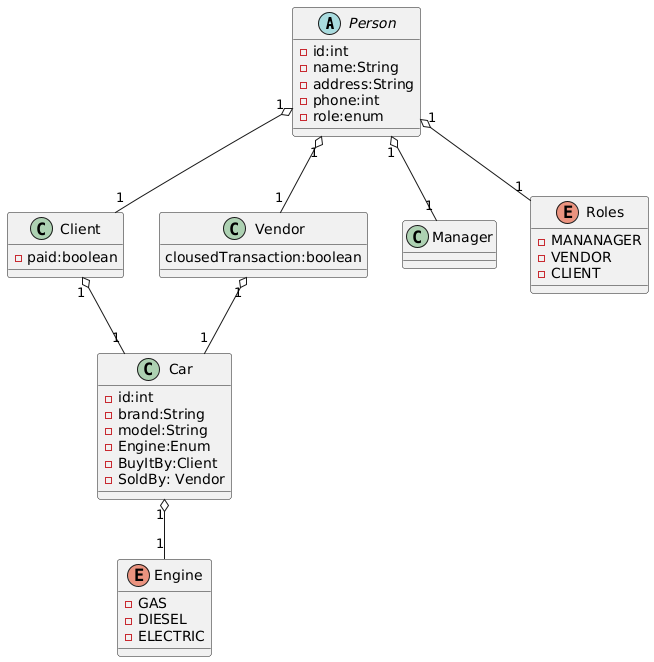 A Person
id:int
name:String
address:String
phone:int
role:enum
1 1 1 1
1 1 1 1
C Client
paid:boolean
C Vendor
clousedTransaction:boolean
C Manager
E Roles
MANANAGER
VENDOR
CLIENT
1 1
1 1
C Car
id:int
brand:String
model:String
Engine:Enum
BuyItBy:Client
SoldBy: Vendor
1
1
E Engine
GAS
DIESEL
ELECTRIC